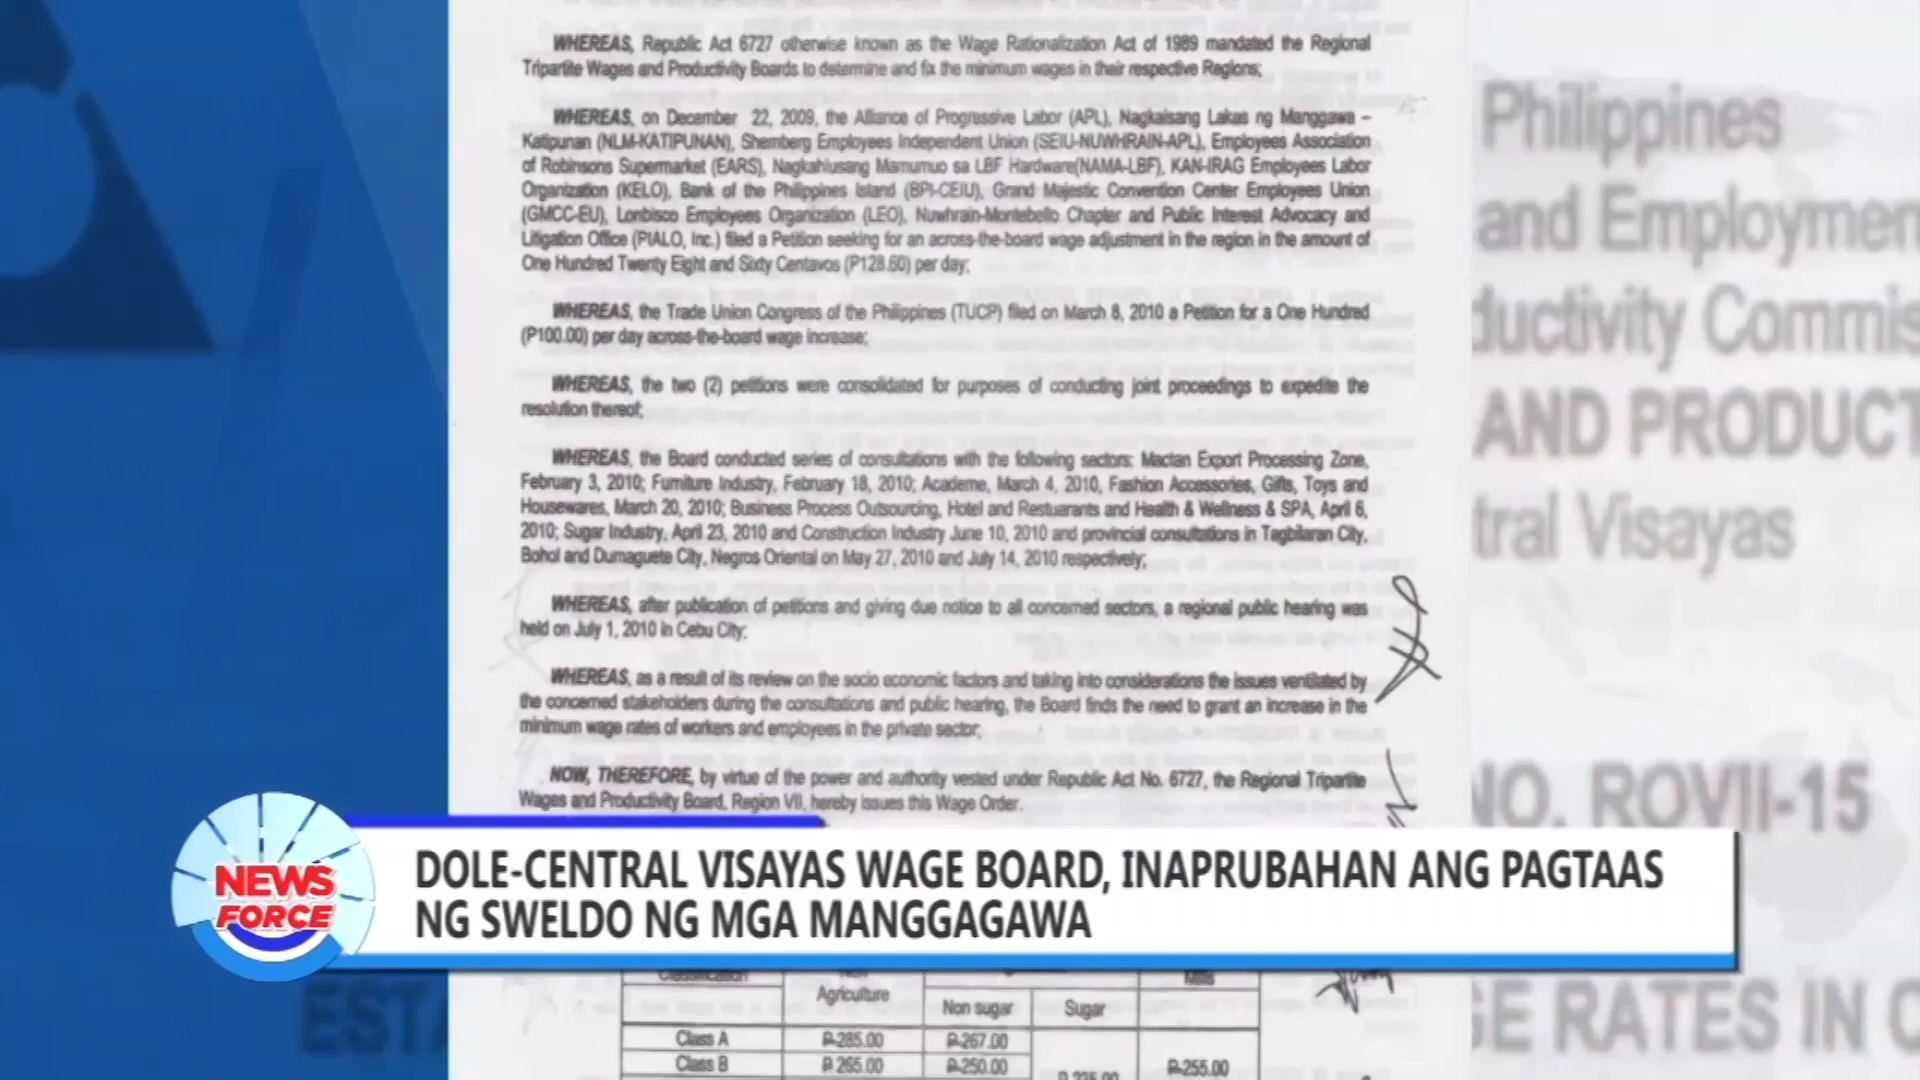 WHEREAS, Republic Act 6727 otherwise known as the Wage Rationalization Act of 1989 mandated the Regional
Tripartite Wages and Productivity Boards to determine and fix the minimum wages in their respective Regions;
WHEREAS, on December 22, 2009, the Alliance of Progressive Labor (APL), Nagkaisang Lakas ng Manggawa –
Katipunan (NLM-KATIPUNAN), Shemberg Employees Independent Union (SEIU-NUWHRAIN-APL), Employees Association
of Robinsons Supermarket (EARS), Nagkahiusang Mamumuo sa LBF Hardware(NAMA-LBF), KAN-IRAG Employees Labor
Organization (KELO), Bank of the Philippines Island (BPI-CEIU), Grand Majestic Convention Center Employees Union
(GMCC-EU), Lonbisco Employees Organization (LEO), Nuwhrain-Montebello Chapter and Public Interest Advocacy and
Litigation Office (PIALO, Inc.) filed a Petition seeking for an across-the-board wage adjustment in the region in the amount of
One Hundred Twenty Eight and Sixty Centavos (P128.60) per day;
WHEREAS, the Trade Union Congress of the Philippines (TUCP) filed on March 8, 2010 a Petition for a One Hundred
(P100.00) per day across-the-board wage increase;
WHEREAS, the two (2) petitions were consolidated for purposes of conducting joint proceedings to expedite the
resolution thereof;
WHEREAS, the Board conducted series of consultations with the following sectors: Mactan Export Processing Zone,
February 3, 2010; Furniture Industry, February 18, 2010; Academe, March 4, 2010, Fashion Accessories, Gifts, Toys and
Housewares, March 20, 2010; Business Process Outsourcing, Hotel and Restuarants and Health & Wellness & SPA, April 6,
2010; Sugar Industry, April 23, 2010 and Construction Industry June 10, 2010 and provincial consultations in Tagbilaran City,
Bohol and Dumaguete City, Negros Oriental on May 27, 2010 and July 14, 2010 respectively;
WHEREAS, after publication of petitions and giving due notice to all concerned sectors, a regional public hearing was
held on July 1, 2010 in Cebu City;
WHEREAS, as a result of its review on the socio economic factors and taking into considerations the issues ventilated by
the concerned stakeholders during the consultations and public hearing, the Board finds the need to grant an increase in the
minimum wage rates of workers and employees in the private sector;
NOW, THEREFORE, by virtue of the power and authority vested under Republic Act No. 6727, the Regional Tripartite
Wages and Productivity Board, Region VII, hereby issues this Wage Order.
Philippines
and Employmen
ductivity Commis
AND PRODUCT
tral Visayas
NO. ROVII-15
GE RATES IN C
ESTA
NEWS
FORCE
DOLE-CENTRAL VISAYAS WAGE BOARD, INAPRUBAHAN ANG PAGTAAS
NG SWELDO NG MGA MANGGAGAWA
Classification Non Mills
Agriculture
Non sugar Sugar
Class A ₱285.00 ₱267.00
Class B ₱265.00 ₱250.00 ₱255.00